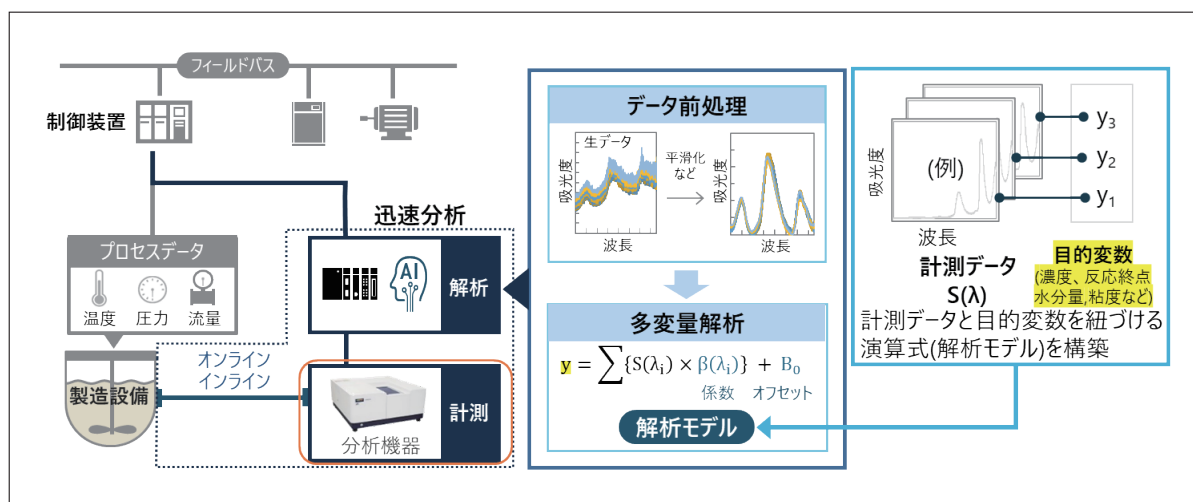 フィールドバス
制御装置
迅速分析
プロセスデータ
温度
圧力
流量
AI
解析
オンライン
インライン
製造設備
分析機器
計測
データ前処理
生データ
吸光度
波長
平滑化
など
吸光度
波長
多変量解析
y = ∑{S(λi) × β(λi)} + B0
係数 オフセット
解析モデル
吸光度
(例)
波長
y3
y2
y1
計測データ
S(λ)
目的変数
(濃度、反応終点
水分量,粘度など)
計測データと目的変数を紐づける
演算式(解析モデル)を構築